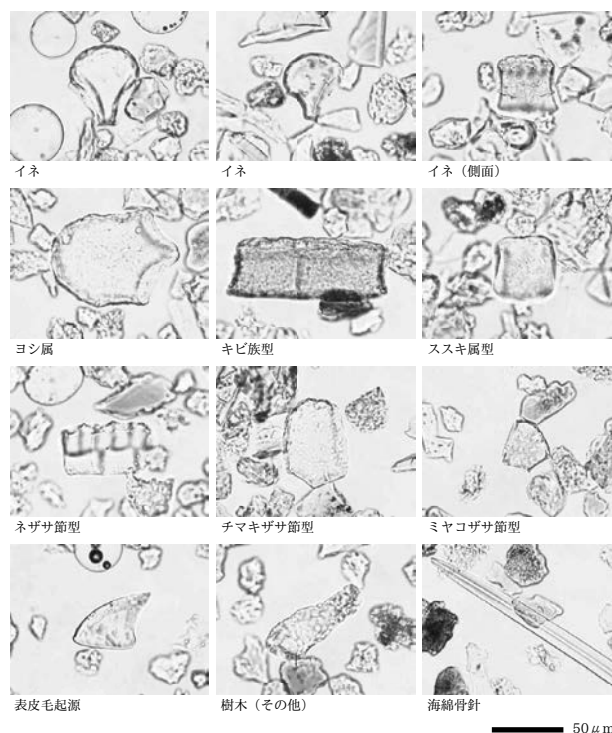 イネ
イネ
イネ（側面）
ヨシ属
キビ族型
ススキ属型
ネザサ節型
チマキザサ節型
ミヤコザサ節型
表皮毛起源
樹木（その他）
海綿骨針
50μm